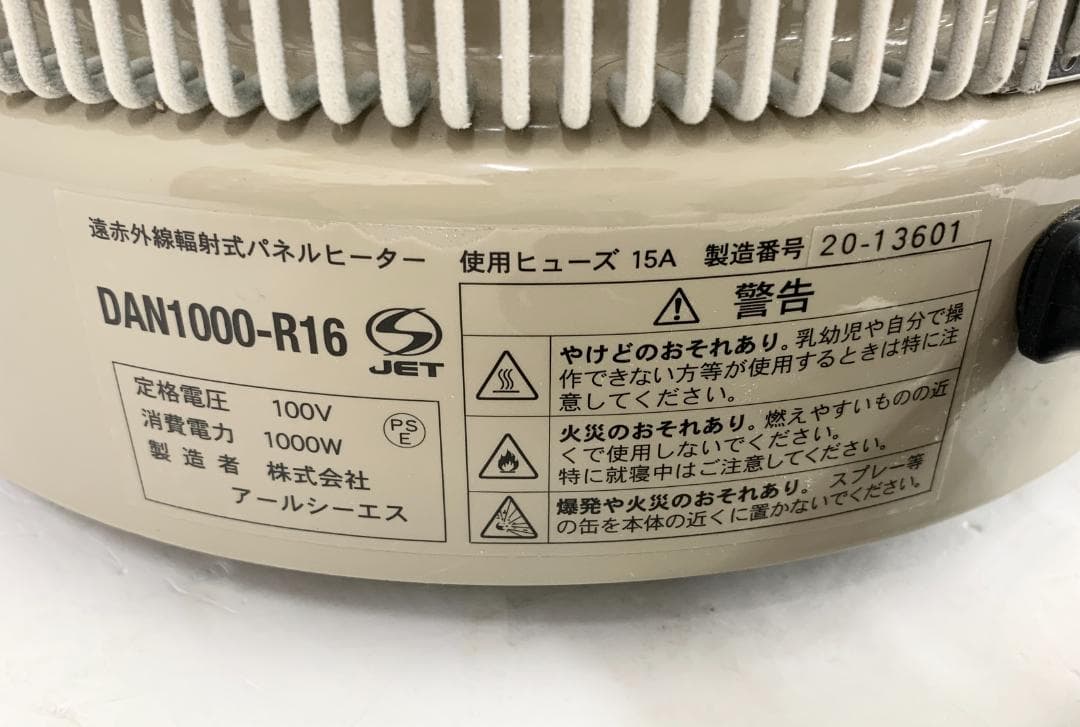 遠赤外線輻射式パネルヒーター 使用ヒューズ 15A 製造番号 20-13601
DAN1000-R16
JET
定格電圧 100V
消費電力 1000W
製造者 株式会社
アールシーエス
PS
E
警告
やけどのおそれあり。乳幼児や自分で操
作できない方等が使用するときは特に注
意してください。
火災のおそれあり。燃えやすいものの近
くで使用しないでください。
特に就寝中はご注意してください。
爆発や火災のおそれあり。スプレー等
の缶を本体の近くに置かないでください。